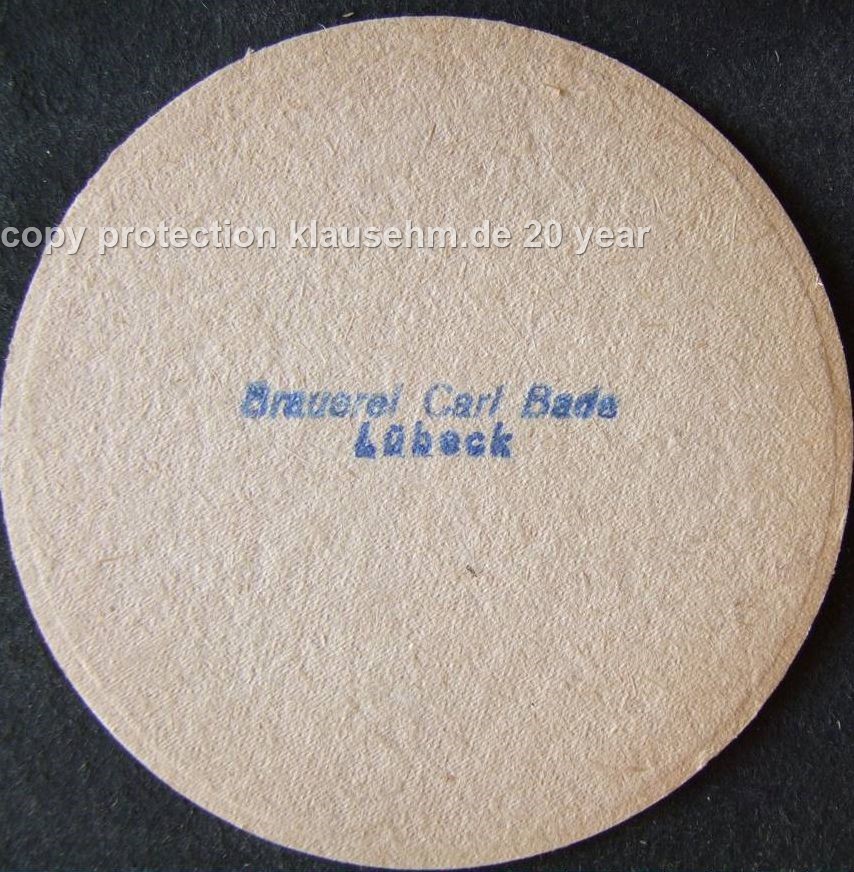 copy protection klausehm.de 20 year
Brauerei Carl Bade
Lübeck